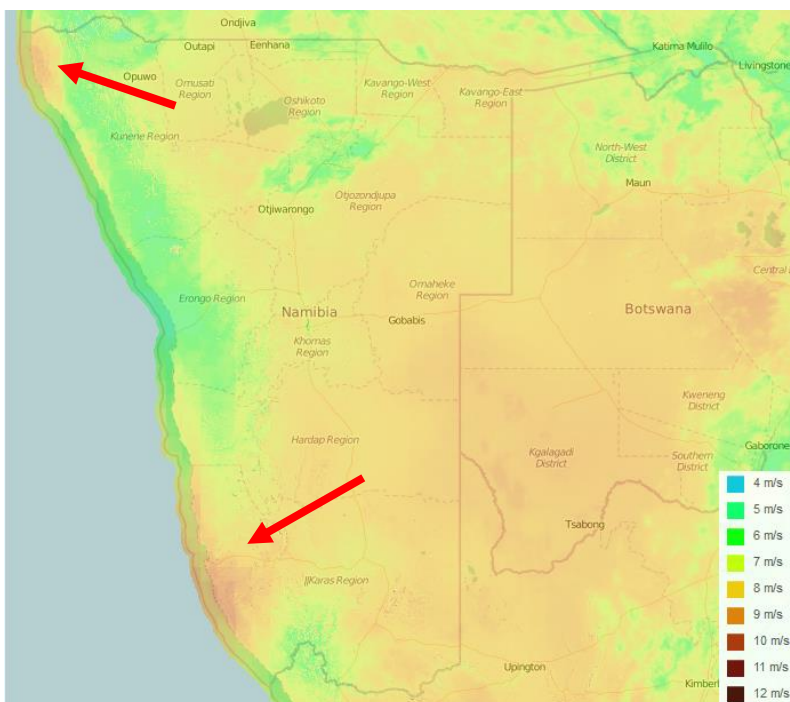 Ondjiva
Outapi
Eenhana
Katima Mulilo
Livingstone
Opuwo
Omusati
Region
Kavango-West
Region
Kavango-East
Region
Oshikoto
Region
Kunene Region
North-West
District
Maun
Otjozondjupa
Region
Otjiwarongo
Central
Omaheke
Region
Erongo Region
Namibia
Botswana
Gobabis
Khomas
Region
Kweneng
District
Hardap Region
Gaborone
Kgalagadi
District
Southern
District
4 m/s
5 m/s
Tsabong
6 m/s
7 m/s
ǁKaras Region
8 m/s
9 m/s
10 m/s
Upington
11 m/s
Kimberl
12 m/s